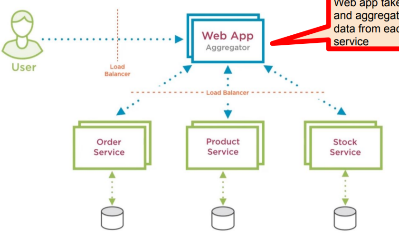 Web app take
and aggregat
data from eac
service
Web App
Aggregator
User
Load
Balancer
Load Balancer
Order
Service
Product
Service
Stock
Service